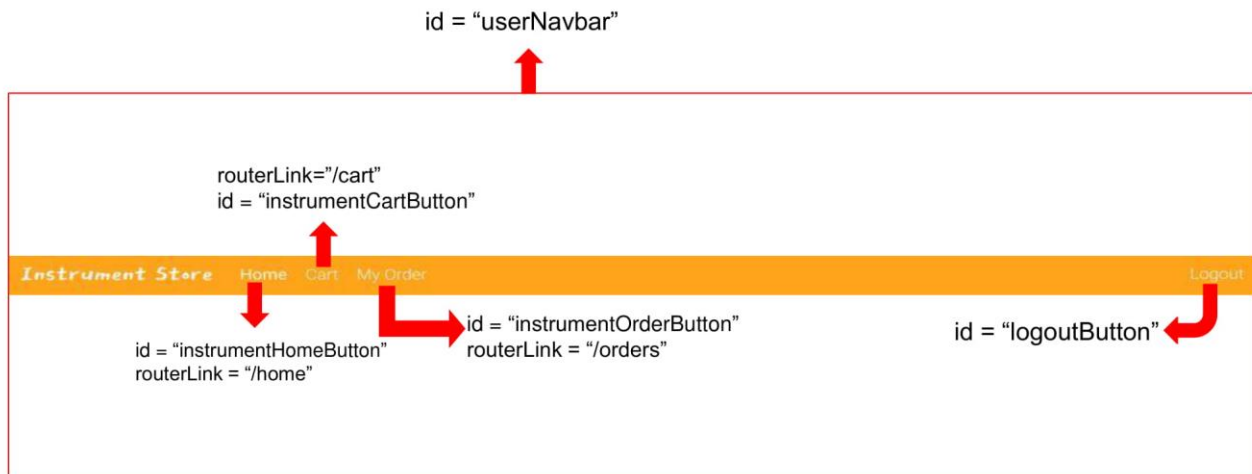 id = “userNavbar”
routerLink=”/cart”
id = “instrumentCartButton”
Instrument Store Home Cart My Order Logout
id = “instrumentHomeButton”
routerLink = “/home”
id = “instrumentOrderButton”
routerLink = “/orders”
id = “logoutButton”